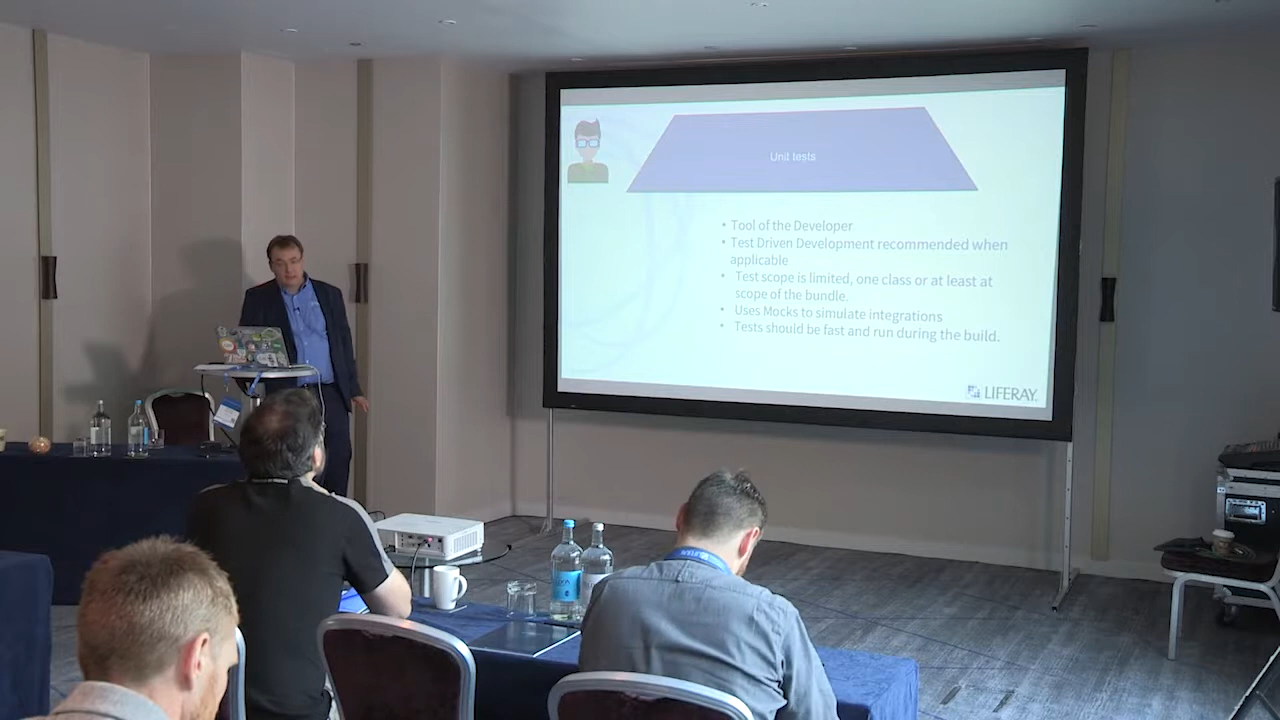 Unit tests
• Tool of the Developer
• Test Driven Development recommended when
applicable
• Test scope is limited, one class or at least at
scope of the bundle.
• Uses Mocks to simulate integrations
• Tests should be fast and run during the build.
LIFERAY